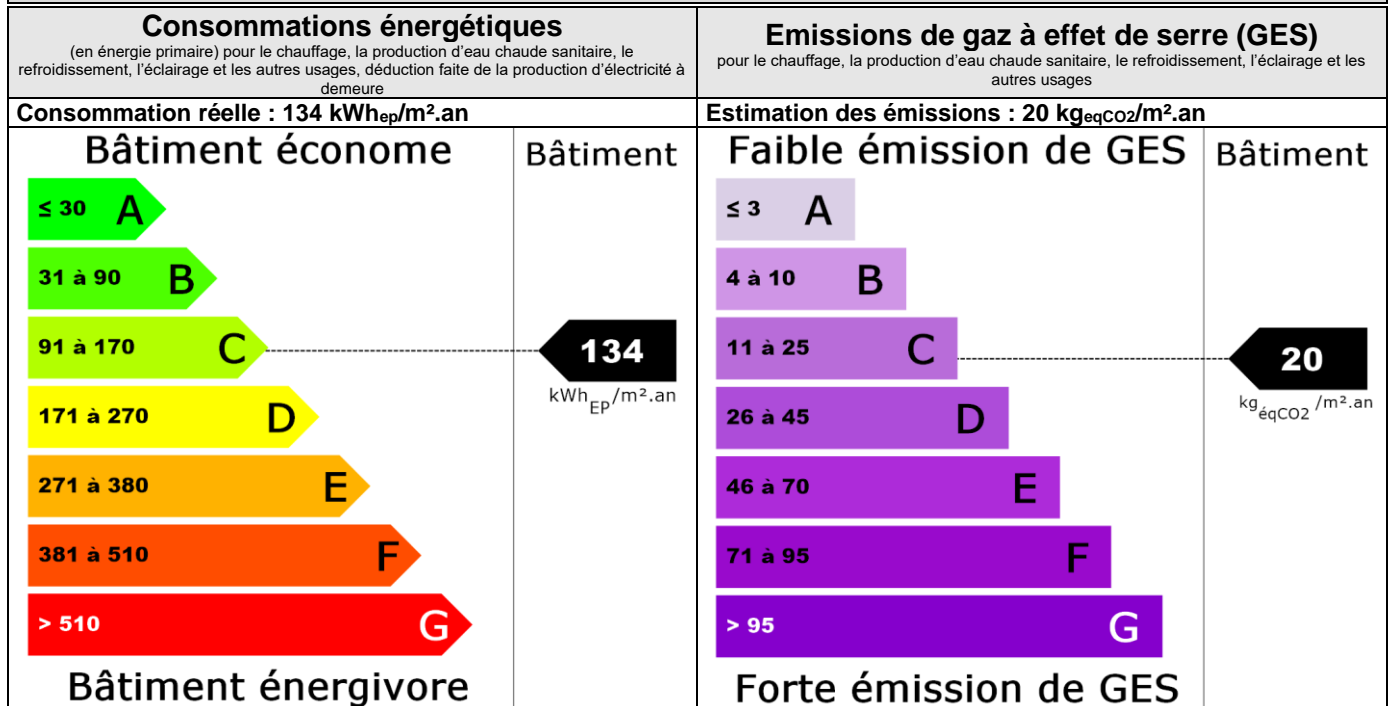 Consommations énergétiques
(en énergie primaire) pour le chauffage, la production d'eau chaude sanitaire, le
refroidissement, l'éclairage et les autres usages, déduction faite de la production d'électricité à
demeure
Consommation réelle : 134 kWhep/m².an
Bâtiment économe
Bâtiment
≤ 30 A
31 à 90 B
91 à 170 C
134
kWhEP/m².an
171 à 270 D
271 à 380 E
381 à 510 F
> 510 G
Bâtiment énergivore
Emissions de gaz à effet de serre (GES)
pour le chauffage, la production d'eau chaude sanitaire, le refroidissement, l'éclairage et les
autres usages
Estimation des émissions : 20 kgeqCO2/m².an
Faible émission de GES
Bâtiment
≤ 3 A
4 à 10 B
11 à 25 C
20
kgéqCO2/m².an
26 à 45 D
46 à 70 E
71 à 95 F
> 95 G
Forte émission de GES